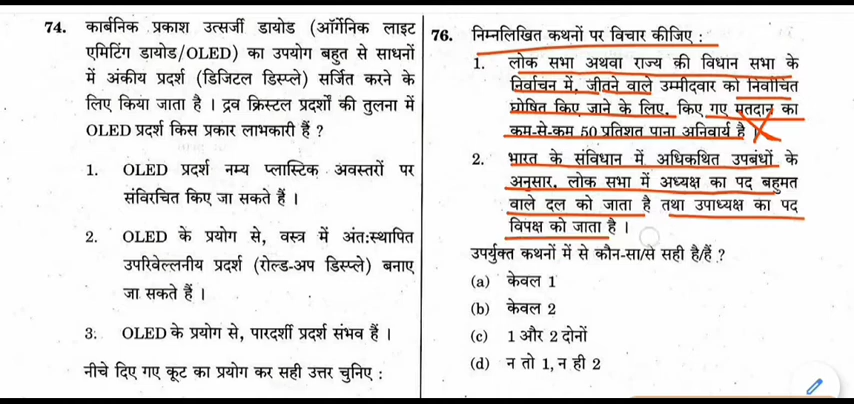 74. कार्बनिक प्रकाश उत्सर्जी डायोड (ऑर्गेनिक लाइट
एमिटिंग डायोड/OLED) का उपयोग बहुत से साधनों
में अंकीय प्रदर्श (डिजिटल डिस्प्ले) सर्जित करने के
लिए किया जाता है । द्रव क्रिस्टल प्रदर्शों की तुलना में
OLED प्रदर्श किस प्रकार लाभकारी हैं ?
1. OLED प्रदर्श नम्य प्लास्टिक अवस्तरों पर
संविरचित किए जा सकते हैं ।
2. OLED के प्रयोग से, वस्त्र में अंत:स्थापित
उपरिवेल्लनीय प्रदर्श (रोल्ड-अप डिस्प्ले) बनाए
जा सकते हैं ।
3. OLED के प्रयोग से, पारदर्शी प्रदर्श संभव हैं ।
नीचे दिए गए कूट का प्रयोग कर सही उत्तर चुनिए :
76. निम्नलिखित कथनों पर विचार कीजिए :
1. लोक सभा अथवा राज्य की विधान सभा के
निर्वाचन में, जीतने वाले उम्मीदवार को निर्वाचित
घोषित किए जाने के लिए, किए गए मतदान का
कम-से-कम 50 प्रतिशत पाना अनिवार्य है ।
2. भारत के संविधान में अधिकथित उपबंधों के
अनुसार, लोक सभा में अध्यक्ष का पद बहुमत
वाले दल को जाता है तथा उपाध्यक्ष का पद
विपक्ष को जाता है ।
उपर्युक्त कथनों में से कौन-सा/से सही है/हैं ?
(a) केवल 1
(b) केवल 2
(c) 1 और 2 दोनों
(d) न तो 1, न ही 2